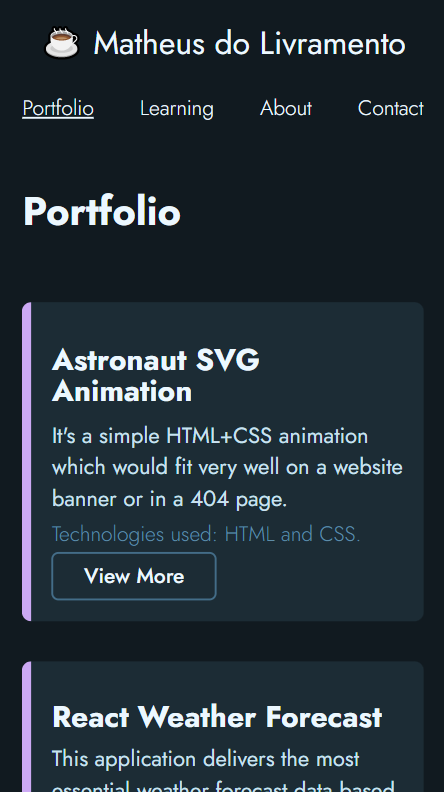 Matheus do Livramento
Portfolio Learning About Contact
Portfolio
Astronaut SVG
Animation
It's a simple HTML+CSS animation
which would fit very well on a website
banner or in a 404 page.
Technologies used: HTML and CSS.
View More
React Weather Forecast
This application delivers the most
essential weather forecast data based